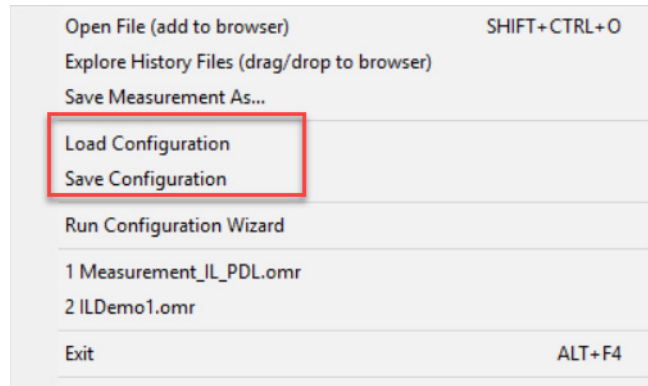 Open File (add to browser) SHIFT+CTRL+O
Explore History Files (drag/drop to browser)
Save Measurement As...
Load Configuration
Save Configuration
Run Configuration Wizard
1 Measurement_IL_PDL.omr
2 ILDemo1.omr
Exit ALT+F4